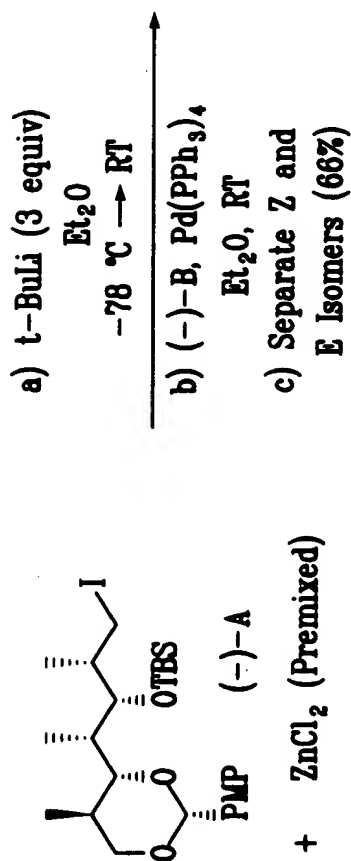 I
OTBS
O
O
PMP
(−)-A
+ ZnCl₂ (Premixed)
a) t-BuLi (3 equiv)
Et₂O
-78 °C ⟶ RT
b) (−)-B, Pd(PPh₃)₄
Et₂O, RT
c) Separate Z and
E Isomers (66%)